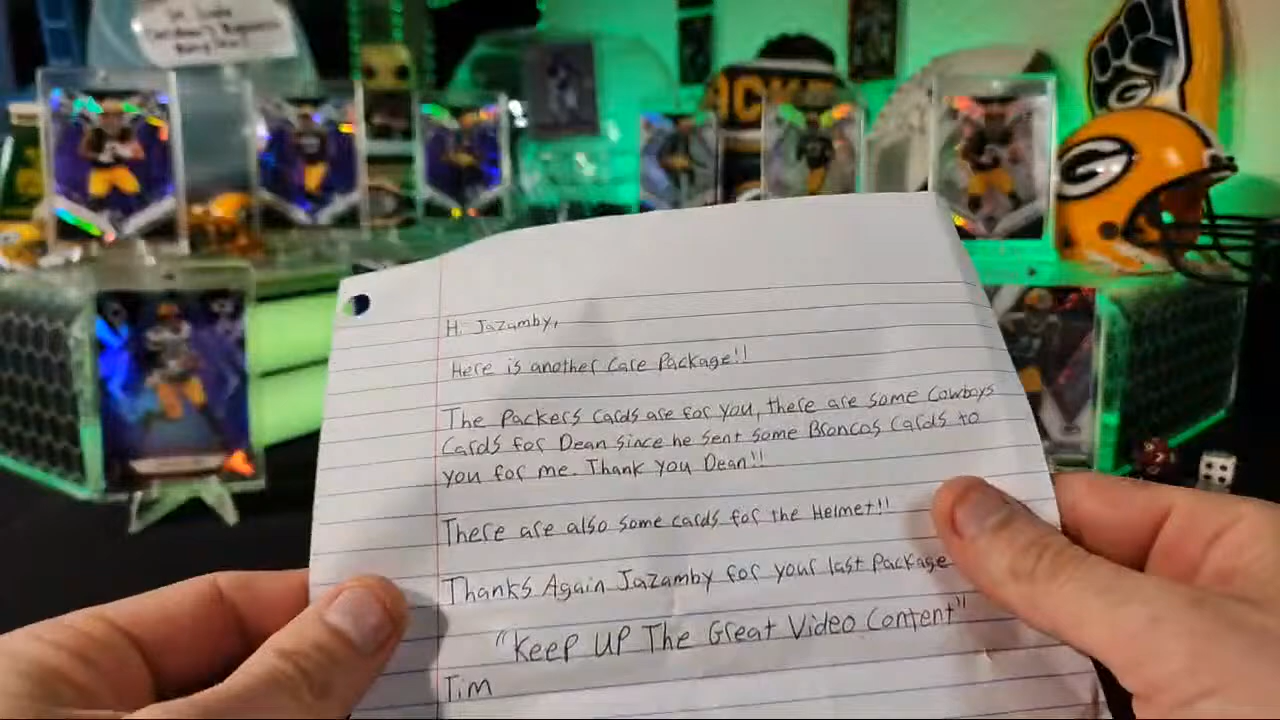 Hi Jazamby,
Here is another Care Package!!
The Packers Cards are for you, there are some Cowboys
Cards for Dean since he sent some Broncos Cards to
you for me. Thank you Dean!!
There are also some cards for the Helmet!!
Thanks Again Jazamby for your last Package
"Keep UP The Great Video Content"
Tim